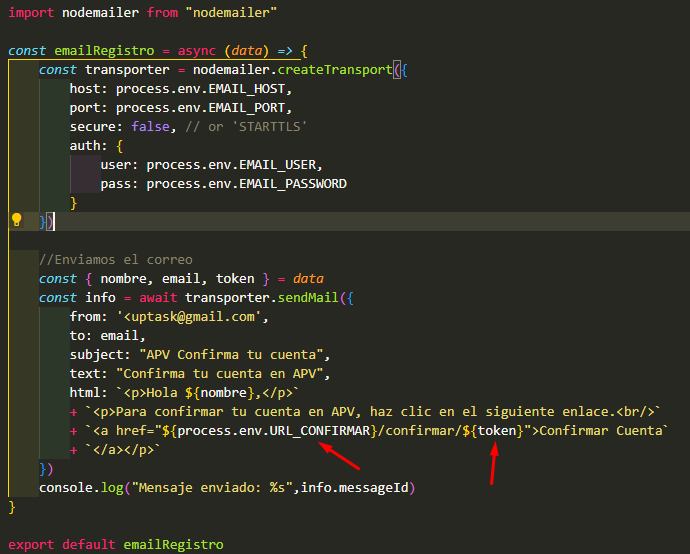 import nodemailer from "nodemailer"
const emailRegistro = async (data) => {
const transporter = nodemailer.createTransport({
host: process.env.EMAIL_HOST,
port: process.env.EMAIL_PORT,
secure: false, // or 'STARTTLS'
auth: {
user: process.env.EMAIL_USER,
pass: process.env.EMAIL_PASSWORD
}
})
//Enviamos el correo
const { nombre, email, token } = data
const info = await transporter.sendMail({
from: '<uptask@gmail.com',
to: email,
subject: "APV Confirma tu cuenta",
text: "Confirma tu cuenta en APV",
html: `<p>Hola ${nombre},</p>`
+ `<p>Para confirmar tu cuenta en APV, haz clic en el siguiente enlace.<br/>`
+ `<a href="${process.env.URL_CONFIRMAR}/confirmar/${token}">Confirmar Cuenta`
+ `</a></p>`
})
console.log("Mensaje enviado: %s",info.messageId)
}
export default emailRegistro